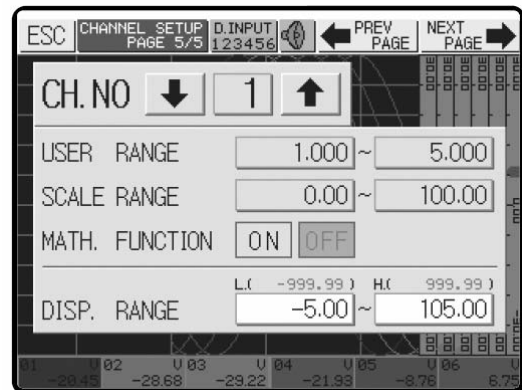 ESC CHANNEL SETUP D.INPUT PREV NEXT
PAGE 5/5 123456 PAGE PAGE
CH. NO 1
USER RANGE 1.000 ~ 5.000
SCALE RANGE 0.00 ~ 100.00
MATH. FUNCTION ON OFF
L.( -999.99 ) H.( 999.99 )
DISP. RANGE -5.00 ~ 105.00
01 U 02 U 03 U 04 U 05 U 06 U
-20.45 -28.68 -29.22 -21.93 -8.76 6.75